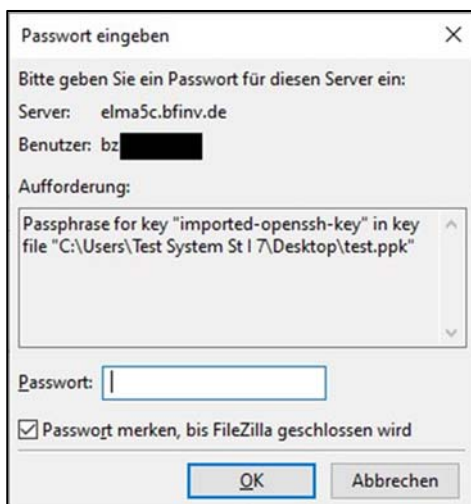 Passwort eingeben
Bitte geben Sie ein Passwort für diesen Server ein:
Server: elma5c.bfinv.de
Benutzer: bz
Aufforderung:
Passphrase for key "imported-openssh-key" in key
file "C:\Users\Test System St I 7\Desktop\test.ppk"
Passwort:
Passwort merken, bis FileZilla geschlossen wird
OK Abbrechen